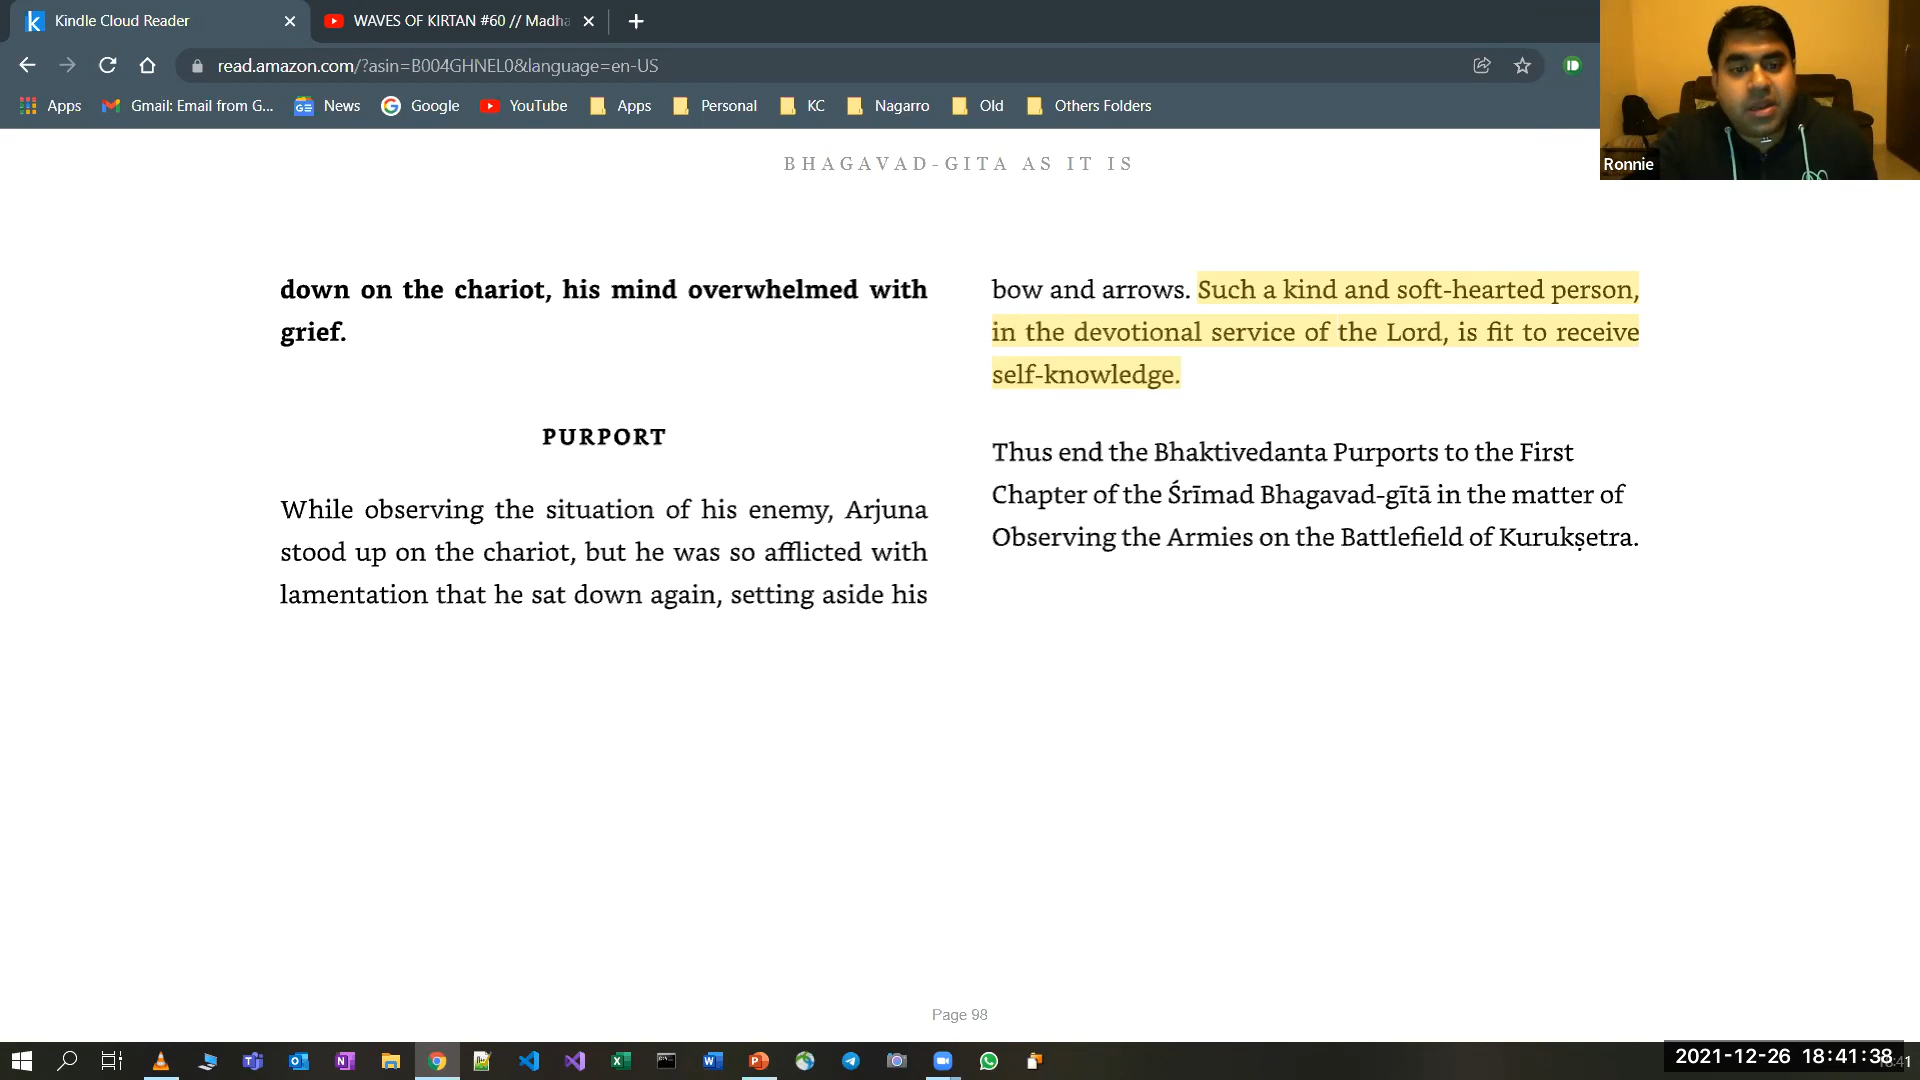 Kindle Cloud Reader
WAVES OF KIRTAN #60 // Madha
read.amazon.com/?asin=B004GHNEL0&language=en-US
Apps
Gmail: Email from G...
News
Google
YouTube
Apps
Personal
KC
Nagarro
Old
Others Folders
Ronnie
BHAGAVAD-GITA AS IT IS
down on the chariot, his mind overwhelmed with
grief.
PURPORT
While observing the situation of his enemy, Arjuna
stood up on the chariot, but he was so afflicted with
lamentation that he sat down again, setting aside his
bow and arrows. Such a kind and soft-hearted person,
in the devotional service of the Lord, is fit to receive
self-knowledge.
Thus end the Bhaktivedanta Purports to the First
Chapter of the Śrīmad Bhagavad-gītā in the matter of
Observing the Armies on the Battlefield of Kurukṣetra.
Page 98
2021-12-26 18:41:38